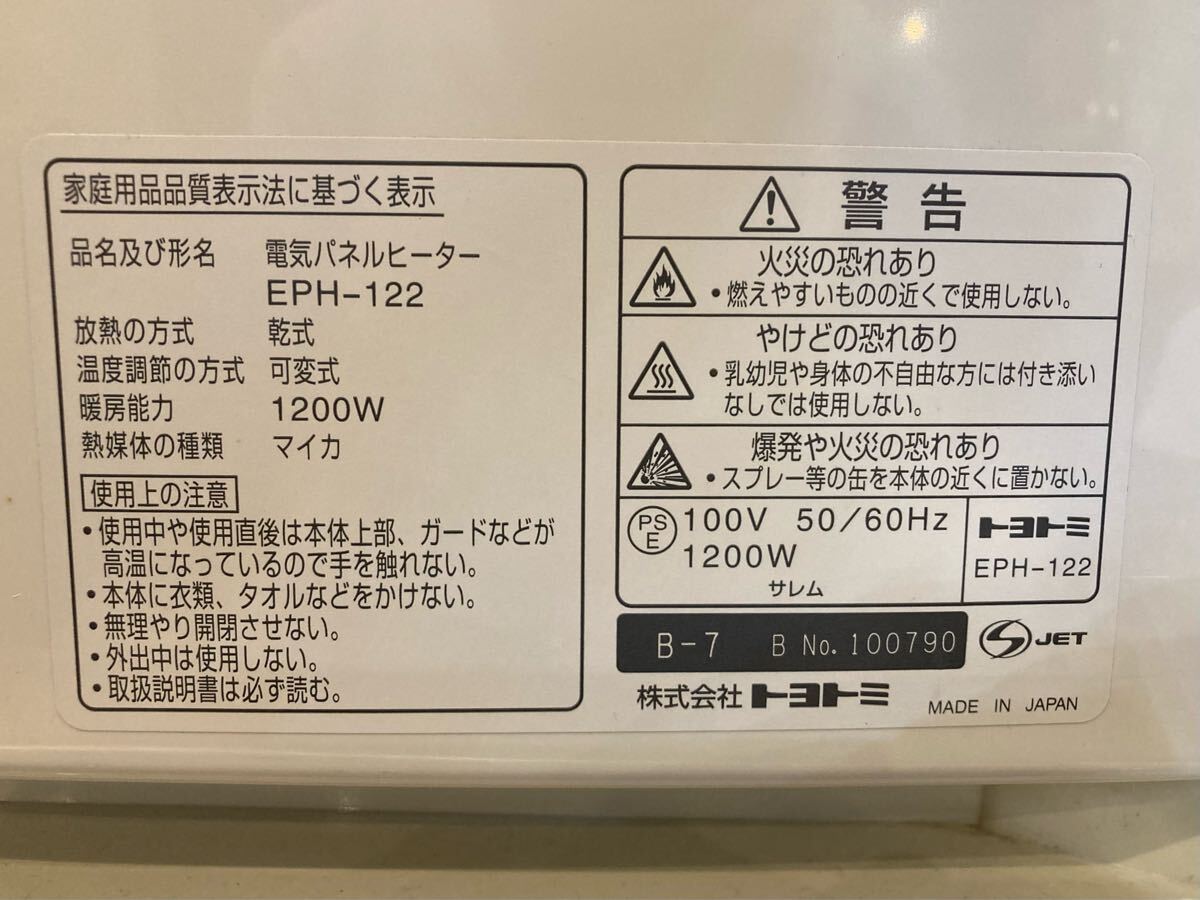 家庭用品品質表示法に基づく表示
品名及び形名 電気パネルヒーター
EPH-122
放熱の方式 乾式
温度調節の方式 可変式
暖房能力 1200W
熱媒体の種類 マイカ
使用上の注意
・使用中や使用直後は本体上部、ガードなどが
高温になっているので手を触れない。
・本体に衣類、タオルなどをかけない。
・無理やり開閉させない。
・外出中は使用しない。
・取扱説明書は必ず読む。
警告
火災の恐れあり
・燃えやすいものの近くで使用しない。
やけどの恐れあり
・乳幼児や身体の不自由な方には付き添い
なしでは使用しない。
爆発や火災の恐れあり
・スプレー等の缶を本体の近くに置かない。
PS
E
100V 50/60Hz
1200W
サレム
トヨトミ
EPH-122
B-7 B No. 100790
JET
株式会社トヨトミ
MADE IN JAPAN